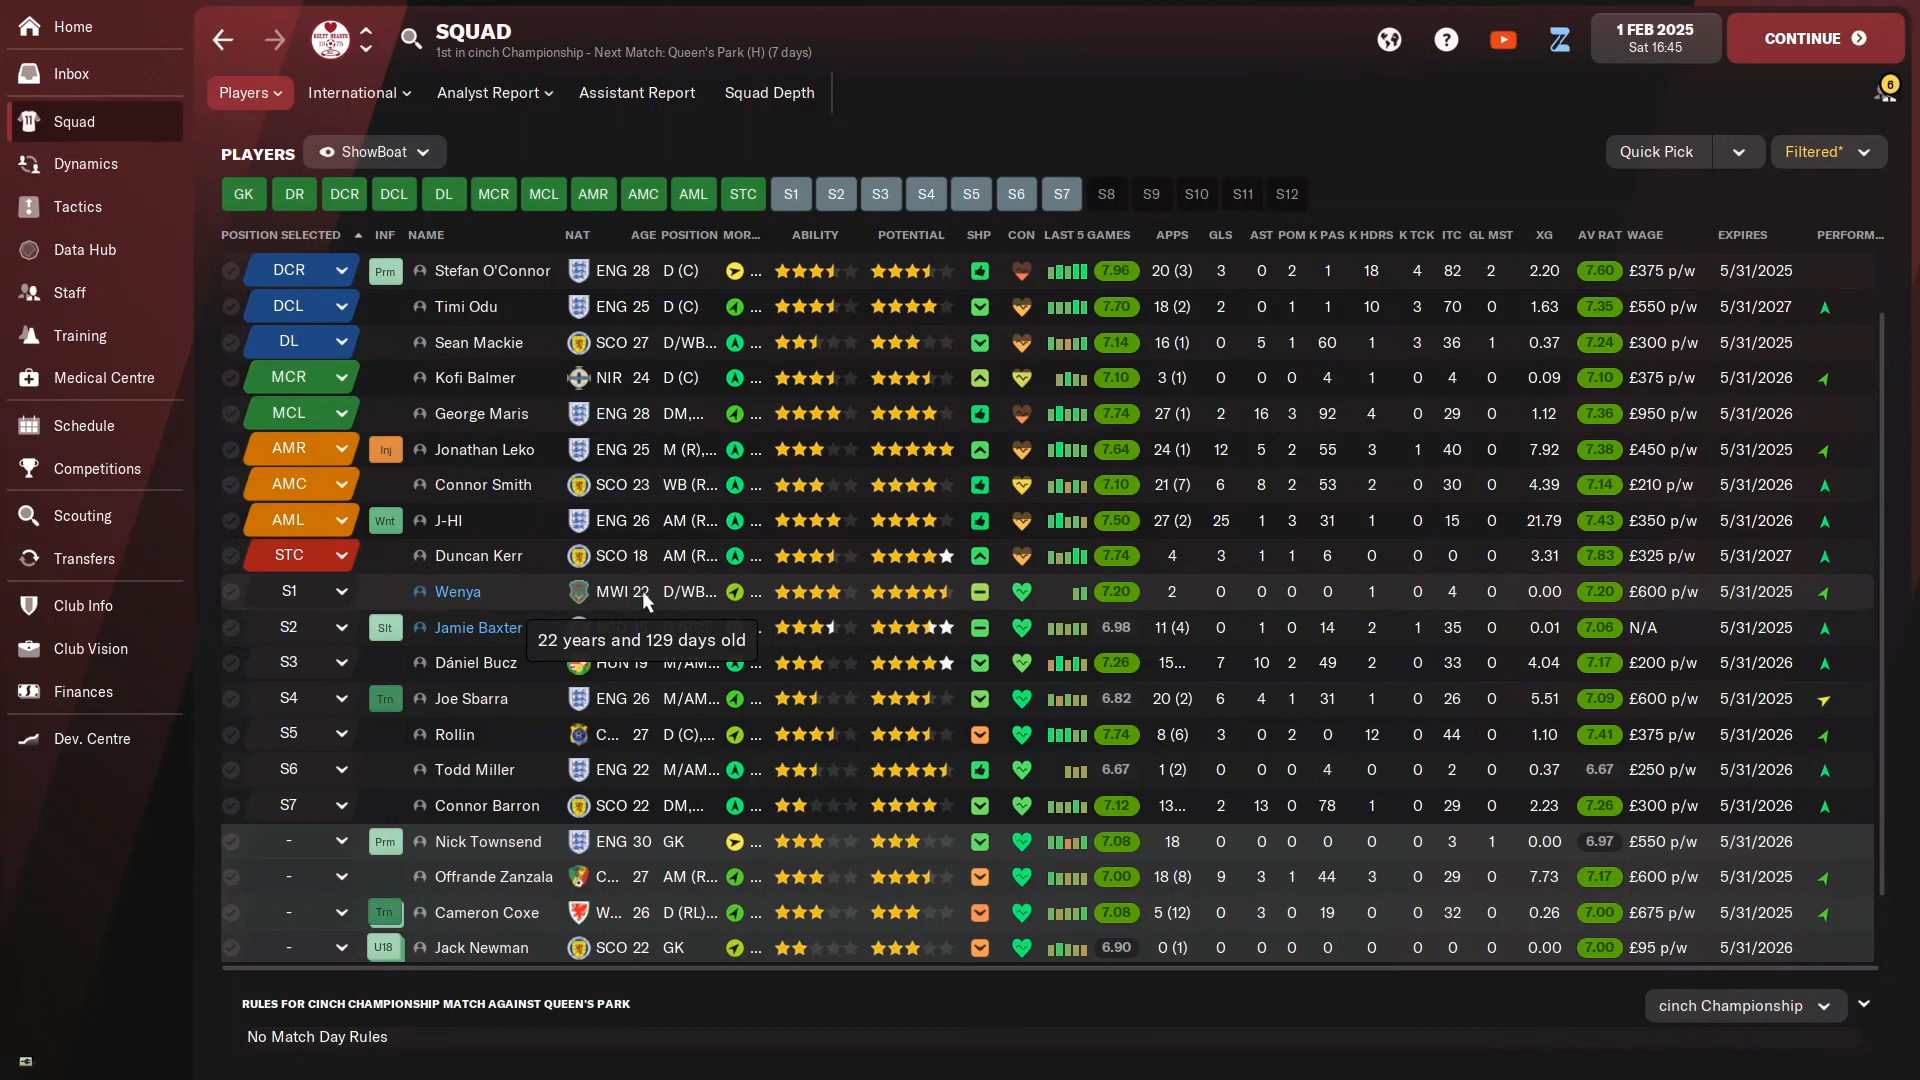 Home
Inbox
Squad
Dynamics
Tactics
Data Hub
Staff
Training
Medical Centre
Schedule
Competitions
Scouting
Transfers
Club Info
Club Vision
Finances
Dev. Centre
SQUAD
1st in cinch Championship - Next Match: Queen's Park (H) (7 days)
1 FEB 2025
Sat 16:45
CONTINUE
6
Players International Analyst Report Assistant Report Squad Depth
PLAYERS ShowBoat Quick Pick Filtered*
GK DR DCR DCL DL MCR MCL AMR AMC AML STC S1 S2 S3 S4 S5 S6 S7 S8 S9 S10 S11 S12
POSITION SELECTED INF NAME NAT AGE POSITION MOR... ABILITY POTENTIAL SHP CON LAST 5 GAMES APPS GLS AST POM K PAS K HDRS K TCK ITC GL MST XG AV RAT WAGE EXPIRES PERFORM...
DCR Prm Stefan O'Connor ENG 28 D (C) ... 7.96 20 (3) 3 0 2 1 18 4 82 2 2.20 7.60 £375 p/w 5/31/2025
DCL Timi Odu ENG 25 D (C) ... 7.70 18 (2) 2 0 1 1 10 3 70 0 1.63 7.35 £550 p/w 5/31/2027
DL Sean Mackie SCO 27 D/WB... ... 7.14 16 (1) 0 5 1 60 1 3 36 1 0.37 7.24 £300 p/w 5/31/2025
MCR Kofi Balmer NIR 24 D (C) ... 7.10 3 (1) 0 0 0 4 1 0 4 0 0.09 7.10 £375 p/w 5/31/2026
MCL George Maris ENG 28 DM,... ... 7.74 27 (1) 2 16 3 92 4 0 29 0 1.12 7.36 £950 p/w 5/31/2026
AMR Inj Jonathan Leko ENG 25 M (R),... ... 7.64 24 (1) 12 5 2 55 3 1 40 0 7.92 7.38 £450 p/w 5/31/2025
AMC Connor Smith SCO 23 WB (R... ... 7.10 21 (7) 6 8 2 53 2 0 30 0 4.39 7.14 £210 p/w 5/31/2026
AML Wnt J-HI ENG 26 AM (R... ... 7.50 27 (2) 25 1 3 31 1 0 15 0 21.79 7.43 £350 p/w 5/31/2026
STC Duncan Kerr SCO 18 AM (R... ... 7.74 4 3 1 1 6 0 0 0 0 3.31 7.83 £325 p/w 5/31/2027
S1 Wenya MWI 22 D/WB... ... 7.20 2 0 0 0 0 1 0 4 0 0.00 7.20 £600 p/w 5/31/2026
S2 Slt Jamie Baxter ... 6.98 11 (4) 0 1 0 14 2 1 35 0 0.01 7.06 N/A
22 years and 129 days old
S3 Dániel Bucz HUN 19 M/AM... ... 7.26 15... 7 10 2 49 2 0 33 0 4.04 7.17 £200 p/w 5/31/2026
S4 Trn Joe Sbarra ENG 26 M/AM... ... 6.82 20 (2) 6 4 1 31 1 0 26 0 5.51 7.09 £600 p/w 5/31/2025
S5 Rollin C... 27 D (C),... ... 7.74 8 (6) 3 0 2 0 12 0 44 0 1.10 7.41 £375 p/w 5/31/2026
S6 Todd Miller ENG 22 M/AM... ... 6.67 1 (2) 0 0 0 4 0 0 2 0 0.37 6.67 £250 p/w 5/31/2026
S7 Connor Barron SCO 22 DM,... ... 7.12 13... 2 13 0 78 1 0 29 0 2.23 7.26 £300 p/w 5/31/2026
- Prm Nick Townsend ENG 30 GK ... 7.08 18 0 0 0 0 0 0 3 1 0.00 6.97 £550 p/w 5/31/2026
- Offrande Zanzala C... 27 AM (R... ... 7.00 18 (8) 9 3 1 44 3 0 29 0 7.73 7.17 £600 p/w 5/31/2025
- Trn Cameron Coxe W... 26 D (RL)... ... 7.08 5 (12) 0 3 0 19 0 0 32 0 0.26 7.00 £675 p/w 5/31/2025
- U18 Jack Newman SCO 22 GK ... 6.90 0 (1) 0 0 0 0 0 0 0 0 0.00 7.00 £95 p/w 5/31/2026
RULES FOR CINCH CHAMPIONSHIP MATCH AGAINST QUEEN'S PARK
cinch Championship
No Match Day Rules